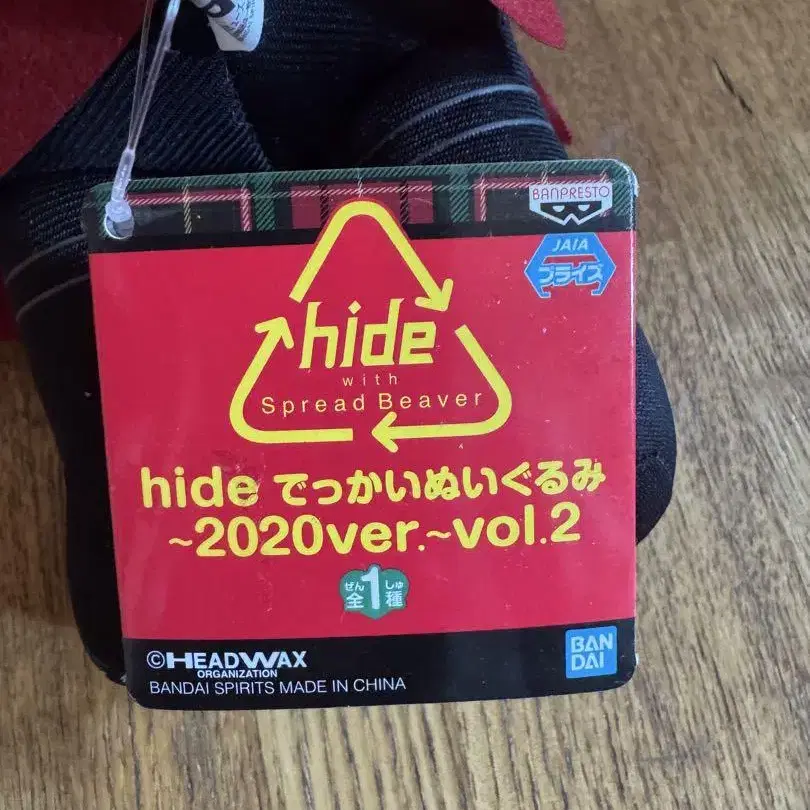 BANPRESTO
JAIA
プライズ
hide
with
Spread Beaver
hide でっかいぬいぐるみ
~2020ver.~vol.2
ぜん しゅ
全1種
©HEADWAX
ORGANIZATION
BANDAI SPIRITS MADE IN CHINA
BAN
DAI